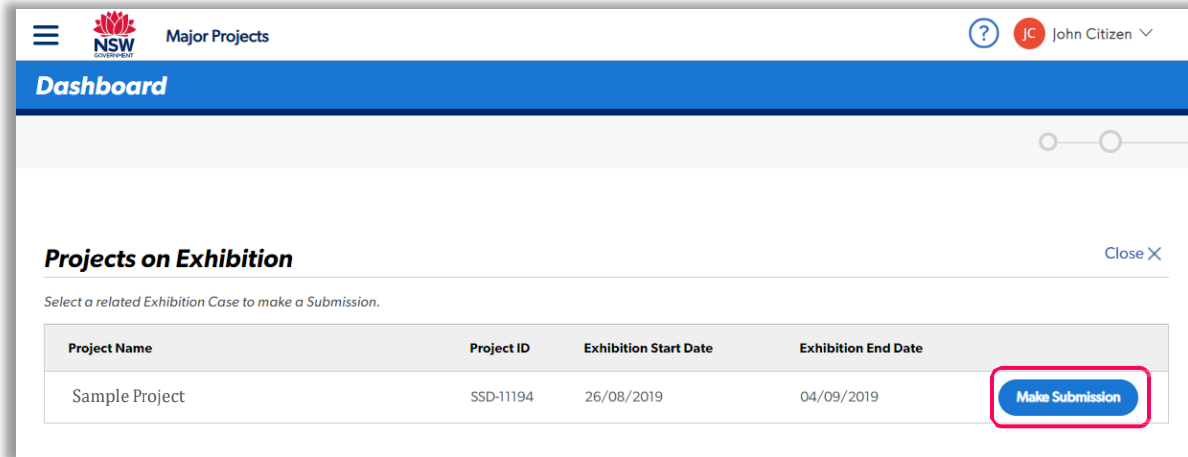 NSW
GOVERNMENT
Major Projects
? JC John Citizen
Dashboard
Projects on Exhibition
Close X
Select a related Exhibition Case to make a Submission.
Project Name Project ID Exhibition Start Date Exhibition End Date
Sample Project SSD-11194 26/08/2019 04/09/2019 Make Submission